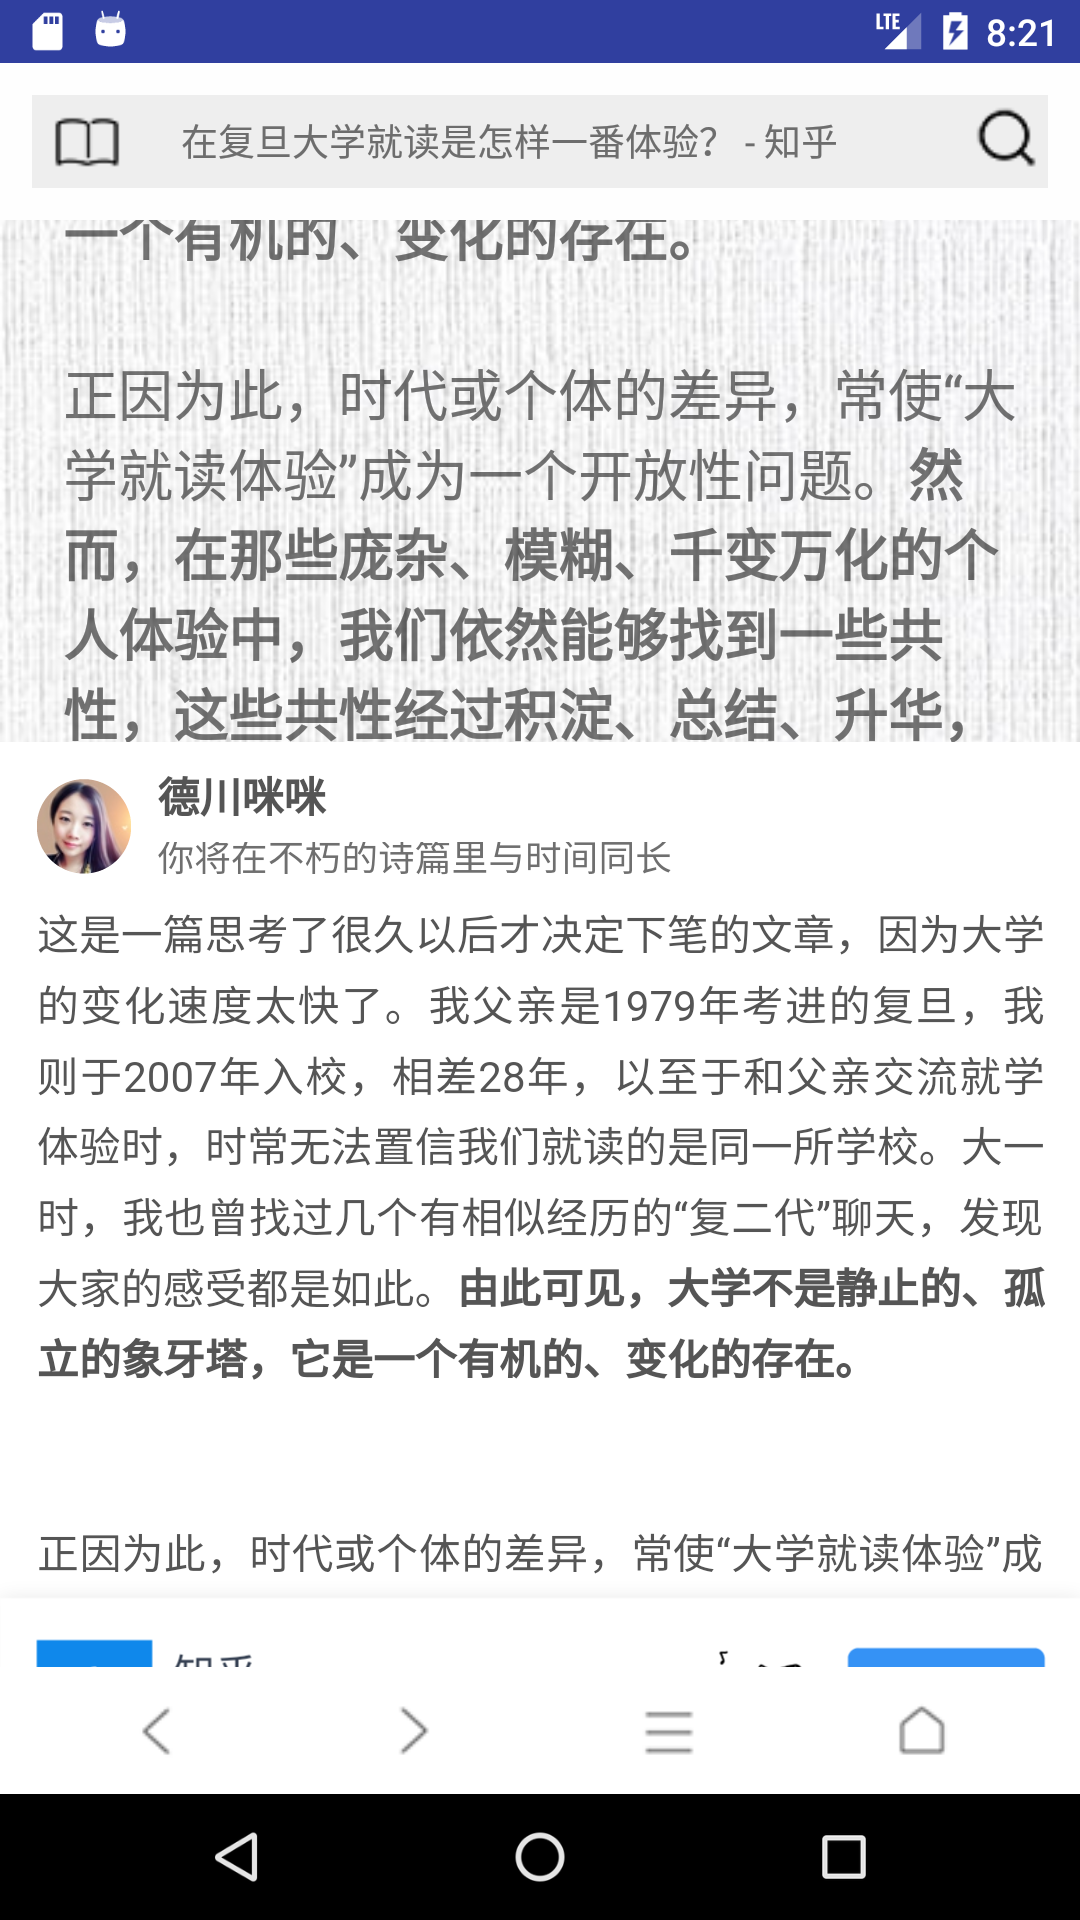 LTE 8:21
在复旦大学就读是怎样一番体验？ - 知乎
一个有机的、变化的存在。
正因为此，时代或个体的差异，常使“大
学就读体验”成为一个开放性问题。然
而，在那些庞杂、模糊、千变万化的个
人体验中，我们依然能够找到一些共
性，这些共性经过积淀、总结、升华，
德川咪咪
你将在不朽的诗篇里与时间同长
这是一篇思考了很久以后才决定下笔的文章，因为大学
的变化速度太快了。我父亲是1979年考进的复旦，我
则于2007年入校，相差28年，以至于和父亲交流就学
体验时，时常无法置信我们就读的是同一所学校。大一
时，我也曾找过几个有相似经历的“复二代”聊天，发现
大家的感受都是如此。由此可见，大学不是静止的、孤
立的象牙塔，它是一个有机的、变化的存在。
正因为此，时代或个体的差异，常使“大学就读体验”成
知乎